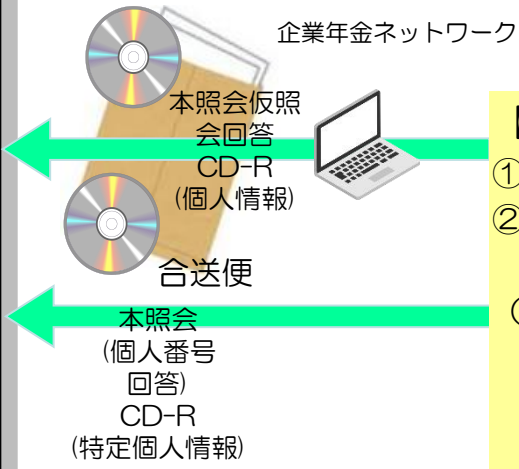 企業年金ネットワーク
本照会仮照
会回答
CD-R
(個人情報)
①
②
合送便
本照会
(個人番号
回答)
CD-R
(特定個人情報)